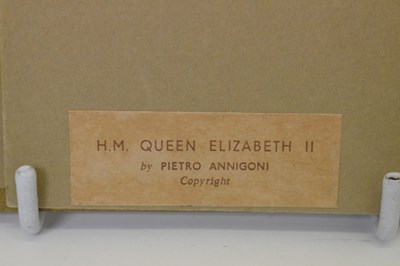 H.M. QUEEN ELIZABETH II
by PIETRO ANNIGONI
Copyright